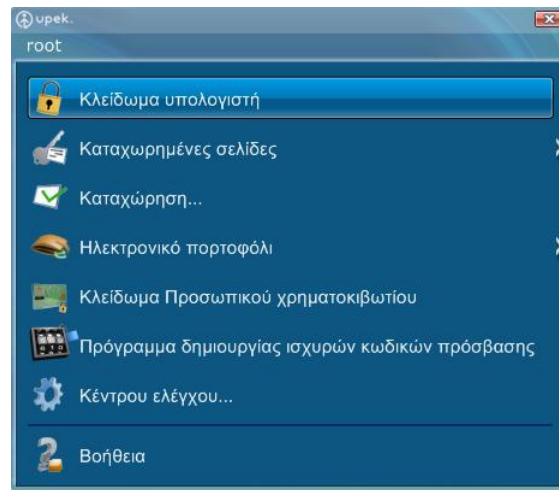 upek.
root
Κλείδωμα υπολογιστή
Καταχωρημένες σελίδες
Καταχώρηση...
Ηλεκτρονικό πορτοφόλι
Κλείδωμα Προσωπικού χρηματοκιβωτίου
Πρόγραμμα δημιουργίας ισχυρών κωδικών πρόσβασης
Κέντρου ελέγχου...
Βοήθεια